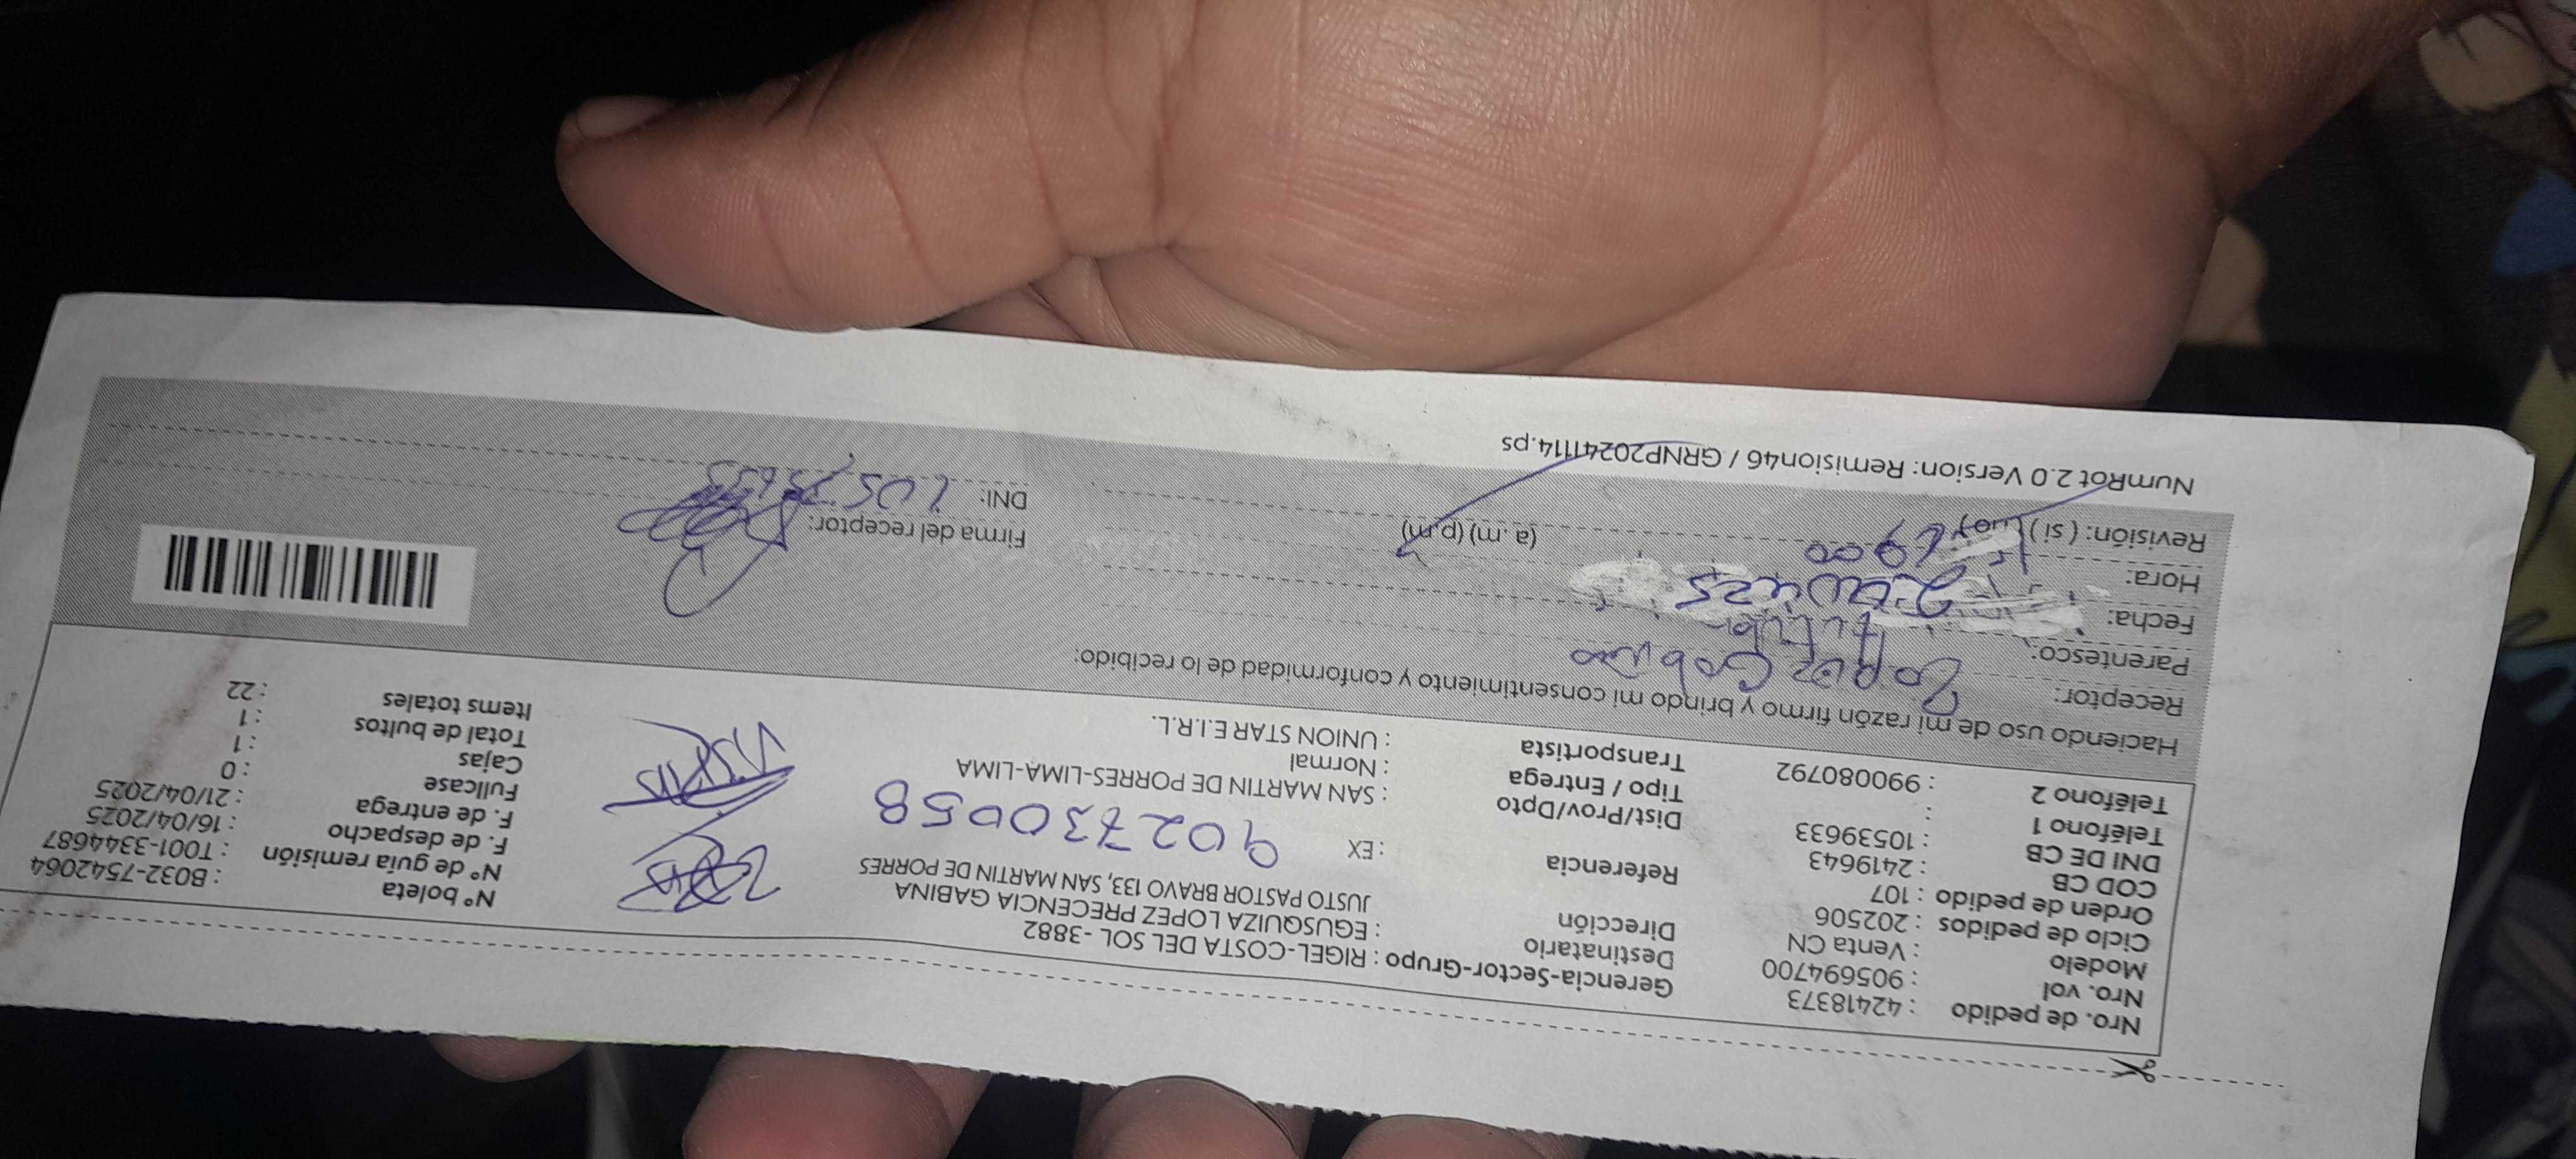 Nro. de pedido : 42418373
Nro. vol : 905694700
Modelo : Venta CN
Ciclo de pedidos : 202506
Orden de pedido : 107
COD CB : 2419643
DNI DE CB : 10539633
Teléfono 1 :
Teléfono 2 : 990080792
Gerencia-Sector-Grupo : RIGEL-COSTA DEL SOL -3882
Destinatario : EGUSQUIZA LOPEZ PRECENCIA GABINA
Dirección JUSTO PASTOR BRAVO 133, SAN MARTIN DE PORRES
Referencia : EX
902730058
Dist/Prov/Dpto : SAN MARTIN DE PORRES-LIMA-LIMA
Tipo / Entrega : Normal
Transportista : UNION STAR E.I.R.L.
N° boleta : B032-7542064
N° de guía remisión : T001-3344687
F. de despacho : 16/04/2025
F. de entrega : 21/04/2025
Fullcase : 0
Cajas : 1
Total de bultos : 1
Items totales : 22
Haciendo uso de mi razón firmo y brindo mi consentimiento y conformidad de lo recibido:
Receptor:
Parentesco:
Fecha:
Hora: (a.m) (p.m)
Revisión: (si) (no)
Firma del receptor:
DNI:
NumRot 2.0 Version: Remision46 / GRNP20241114.ps